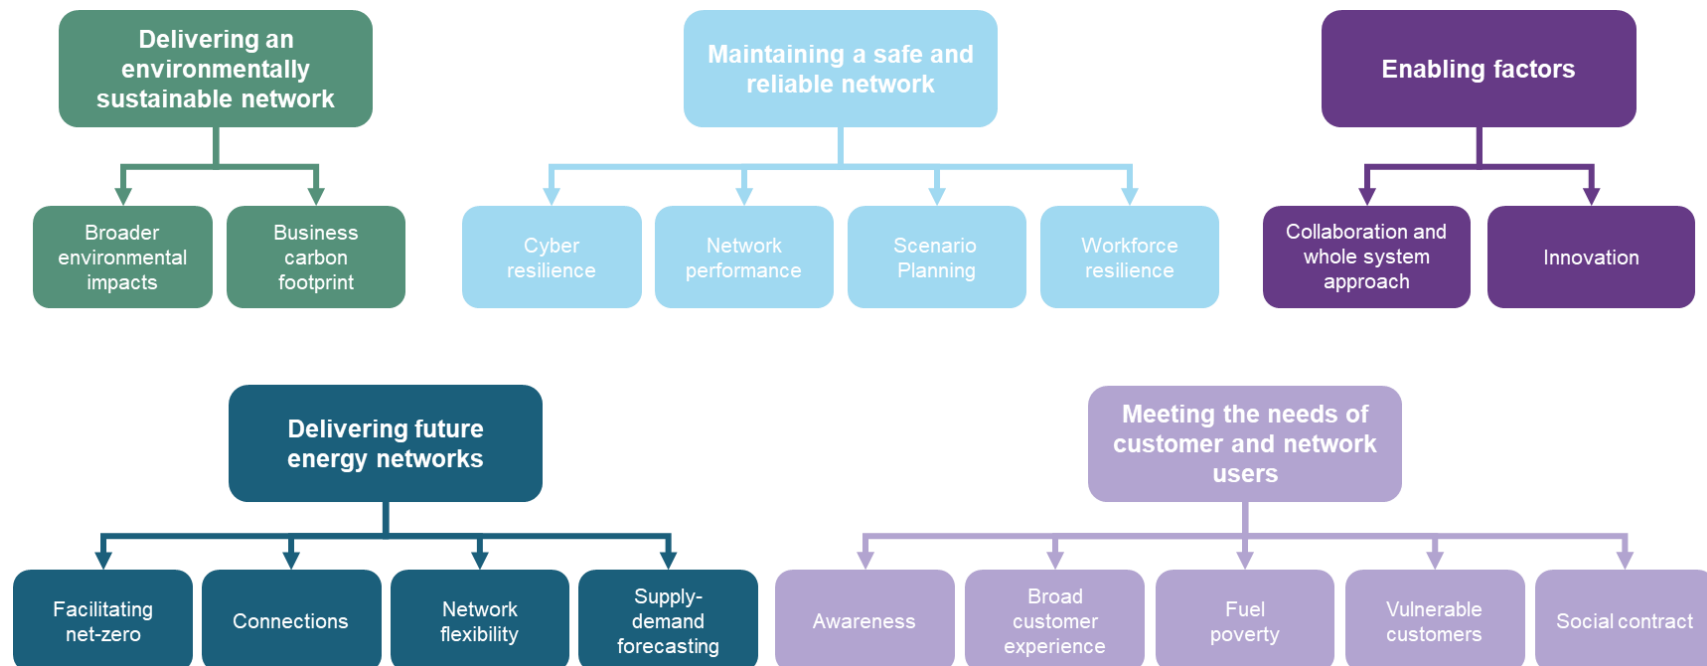 Delivering an
environmentally
sustainable network
Maintaining a safe and
reliable network
Enabling factors
Broader
environmental
impacts
Business
carbon
footprint
Cyber
resilience
Network
performance
Scenario
Planning
Workforce
resilience
Collaboration and
whole system
approach
Innovation
Delivering future
energy networks
Meeting the needs of
customer and network
users
Facilitating
net-zero
Connections
Network
flexibility
Supply-
demand
forecasting
Awareness
Broad
customer
experience
Fuel
poverty
Vulnerable
customers
Social contract